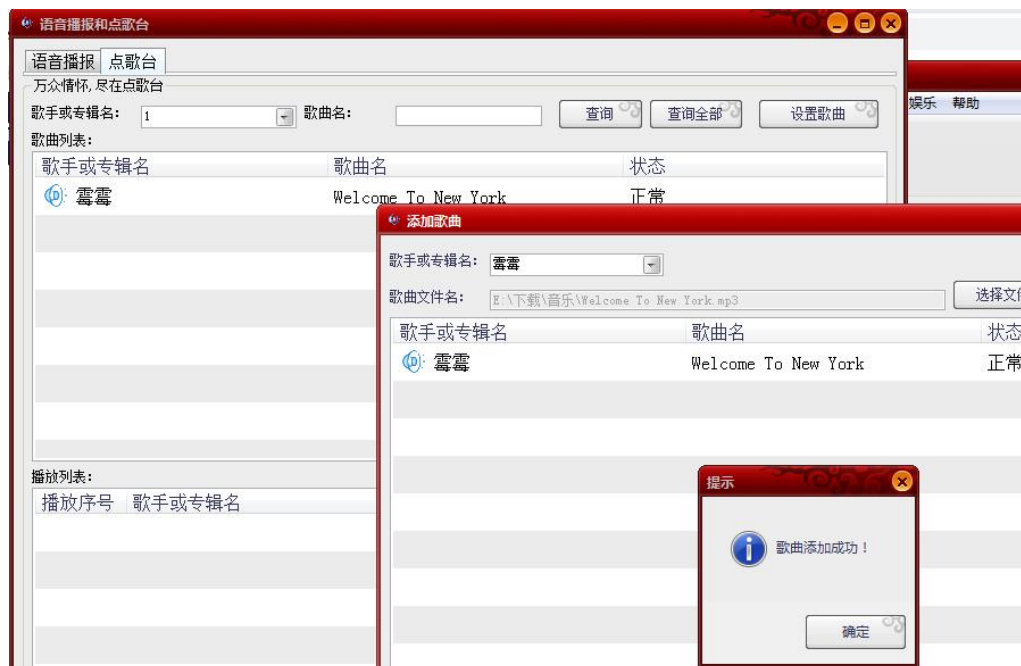 语音播报和点歌台
语音播报 点歌台
万众情怀,尽在点歌台
娱乐 帮助
歌手或专辑名: 1 歌曲名: 查询 查询全部 设置歌曲
歌曲列表:
歌手或专辑名 歌曲名 状态
霉霉 Welcome To New York 正常
添加歌曲
歌手或专辑名: 霉霉
歌曲文件名: E:\下载\音乐\Welcome To New York.mp3 选择文件
歌手或专辑名 歌曲名 状态
霉霉 Welcome To New York 正常
播放列表:
播放序号 歌手或专辑名
提示
歌曲添加成功!
确定